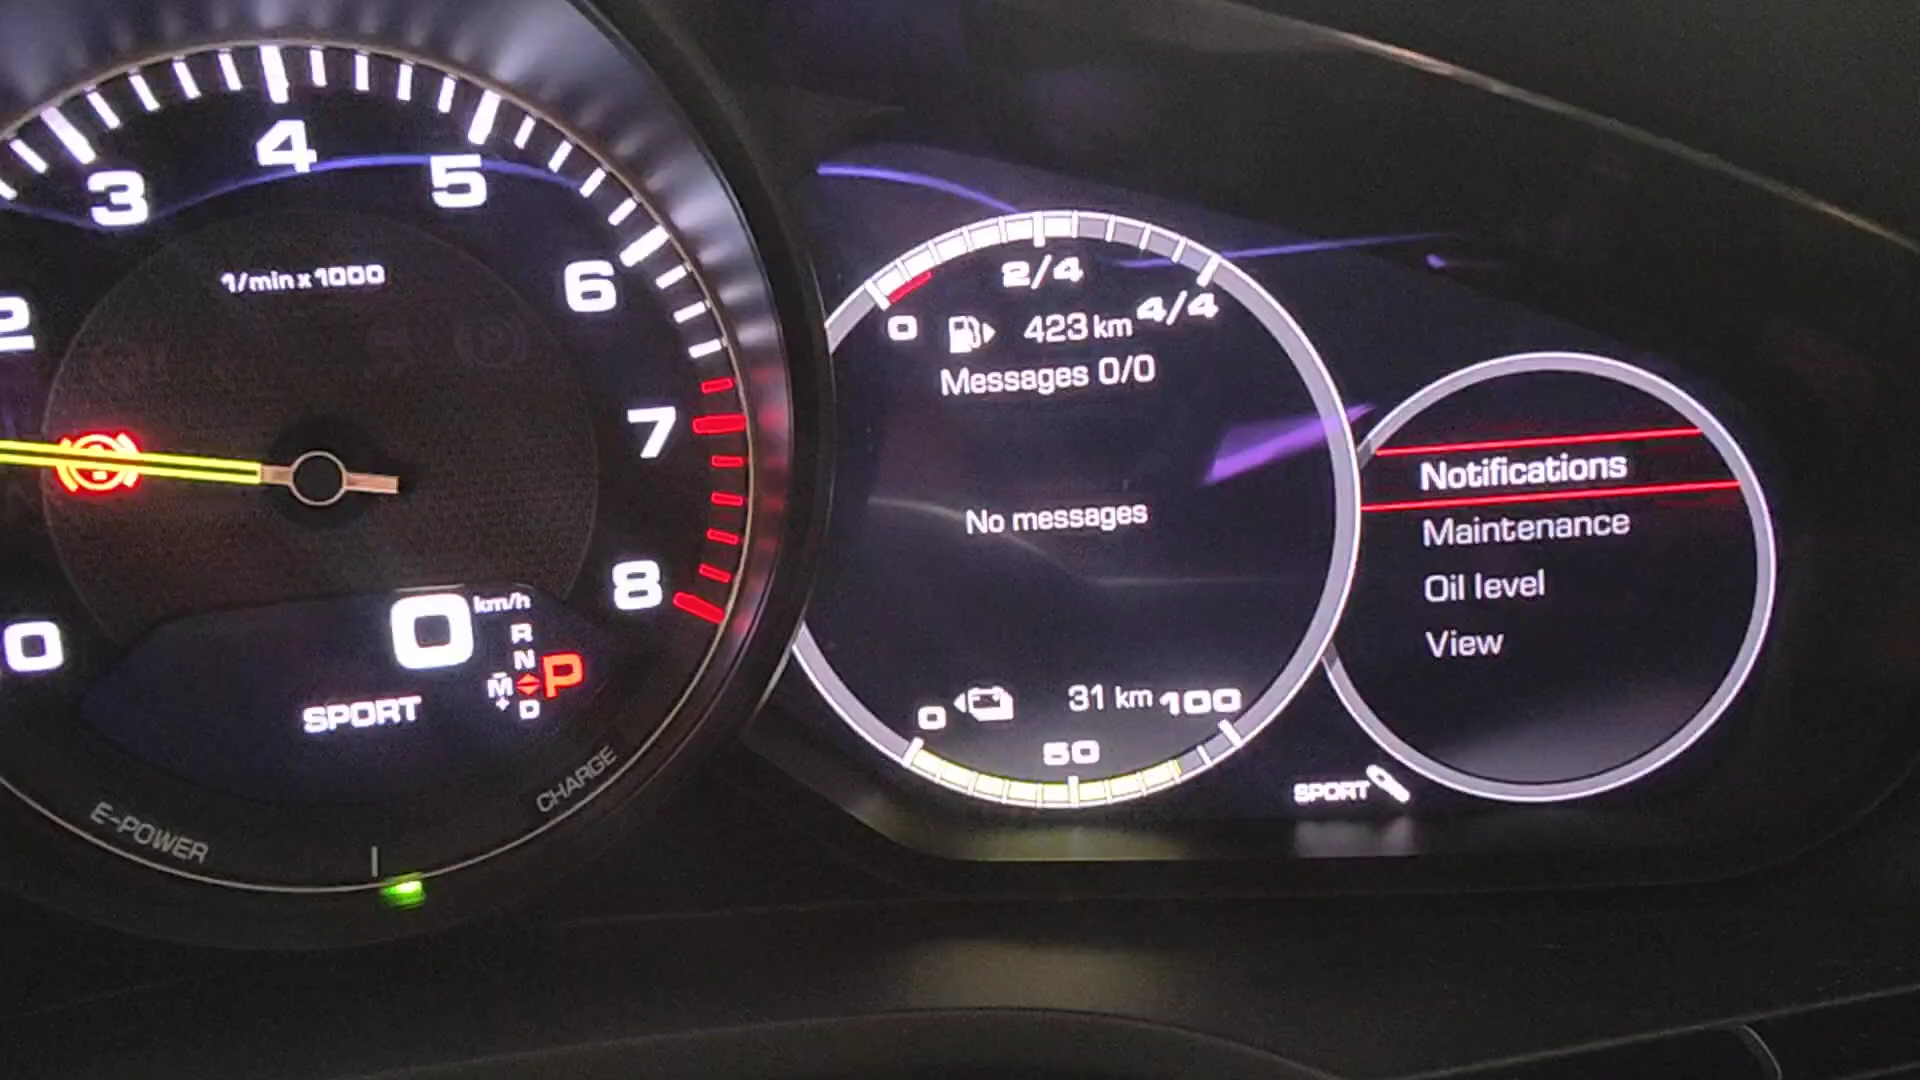 2
3
4
5
6
7
8
1/min x 1000
0
0 km/h
R
N
M
-
+
D
P
SPORT
E-POWER
CHARGE
0
2/4
4/4
423 km
Messages 0/0
No messages
31 km
0
50
100
Notifications
Maintenance
Oil level
View
SPORT